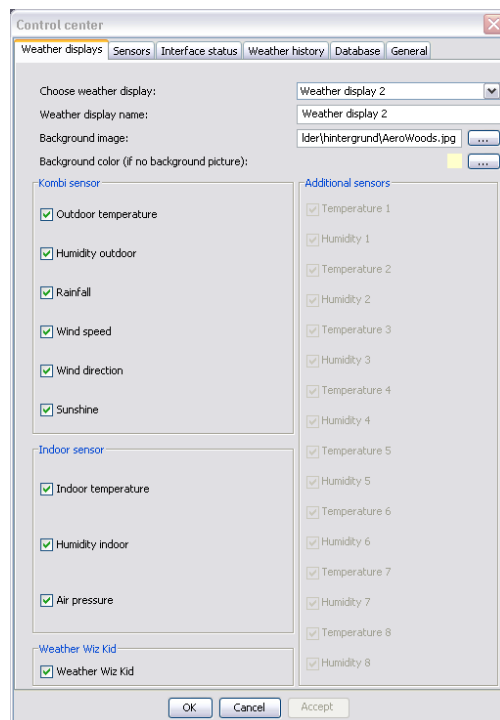 Control center
Weather displays Sensors Interface status Weather history Database General
Choose weather display: Weather display 2
Weather display name: Weather display 2
Background image: lder\hintergrund\AeroWoods.jpg ...
Background color (if no background picture): ...
Kombi sensor
Outdoor temperature
Humidity outdoor
Rainfall
Wind speed
Wind direction
Sunshine
Indoor sensor
Indoor temperature
Humidity indoor
Air pressure
Weather Wiz Kid
Weather Wiz Kid
Additional sensors
Temperature 1
Humidity 1
Temperature 2
Humidity 2
Temperature 3
Humidity 3
Temperature 4
Humidity 4
Temperature 5
Humidity 5
Temperature 6
Humidity 6
Temperature 7
Humidity 7
Temperature 8
Humidity 8
OK Cancel Accept